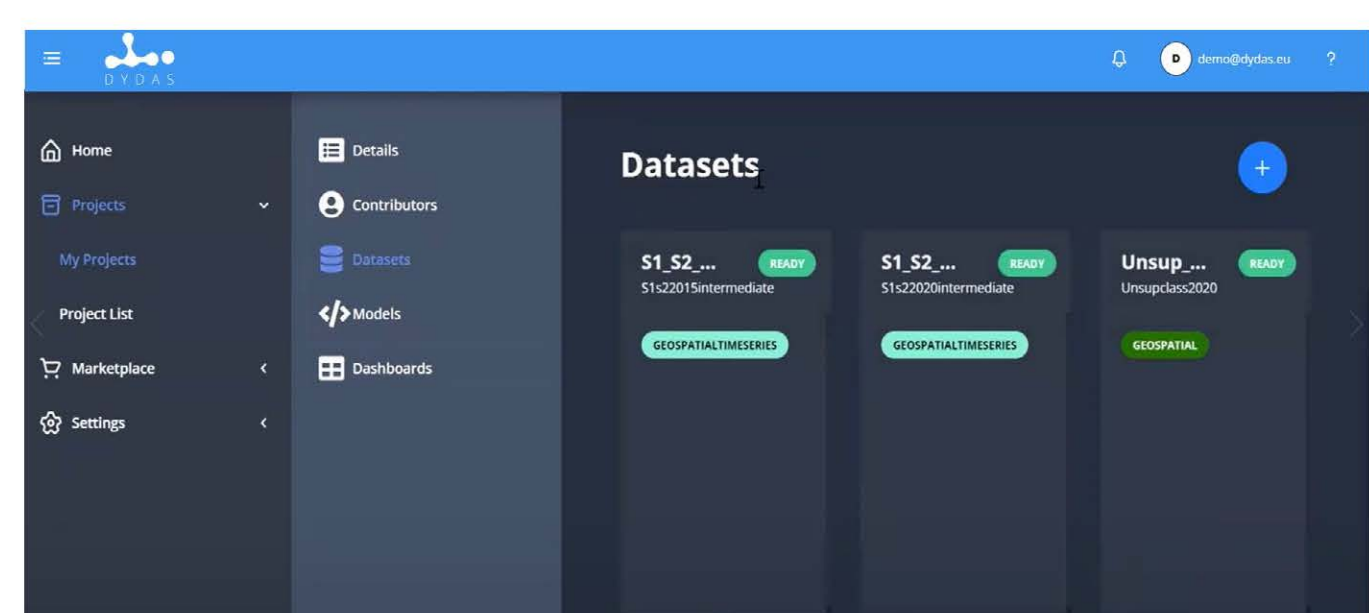 DYDAS
D demo@dydas.eu ?
Home
Projects
My Projects
Project List
Marketplace
Settings
Details
Contributors
Datasets
Models
Dashboards
Datasets
+
S1_S2_... READY
S1s22015intermediate
GEOSPATIALTIMESERIES
S1_S2_... READY
S1s22020intermediate
GEOSPATIALTIMESERIES
Unsup_... READY
Unsupclass2020
GEOSPATIAL